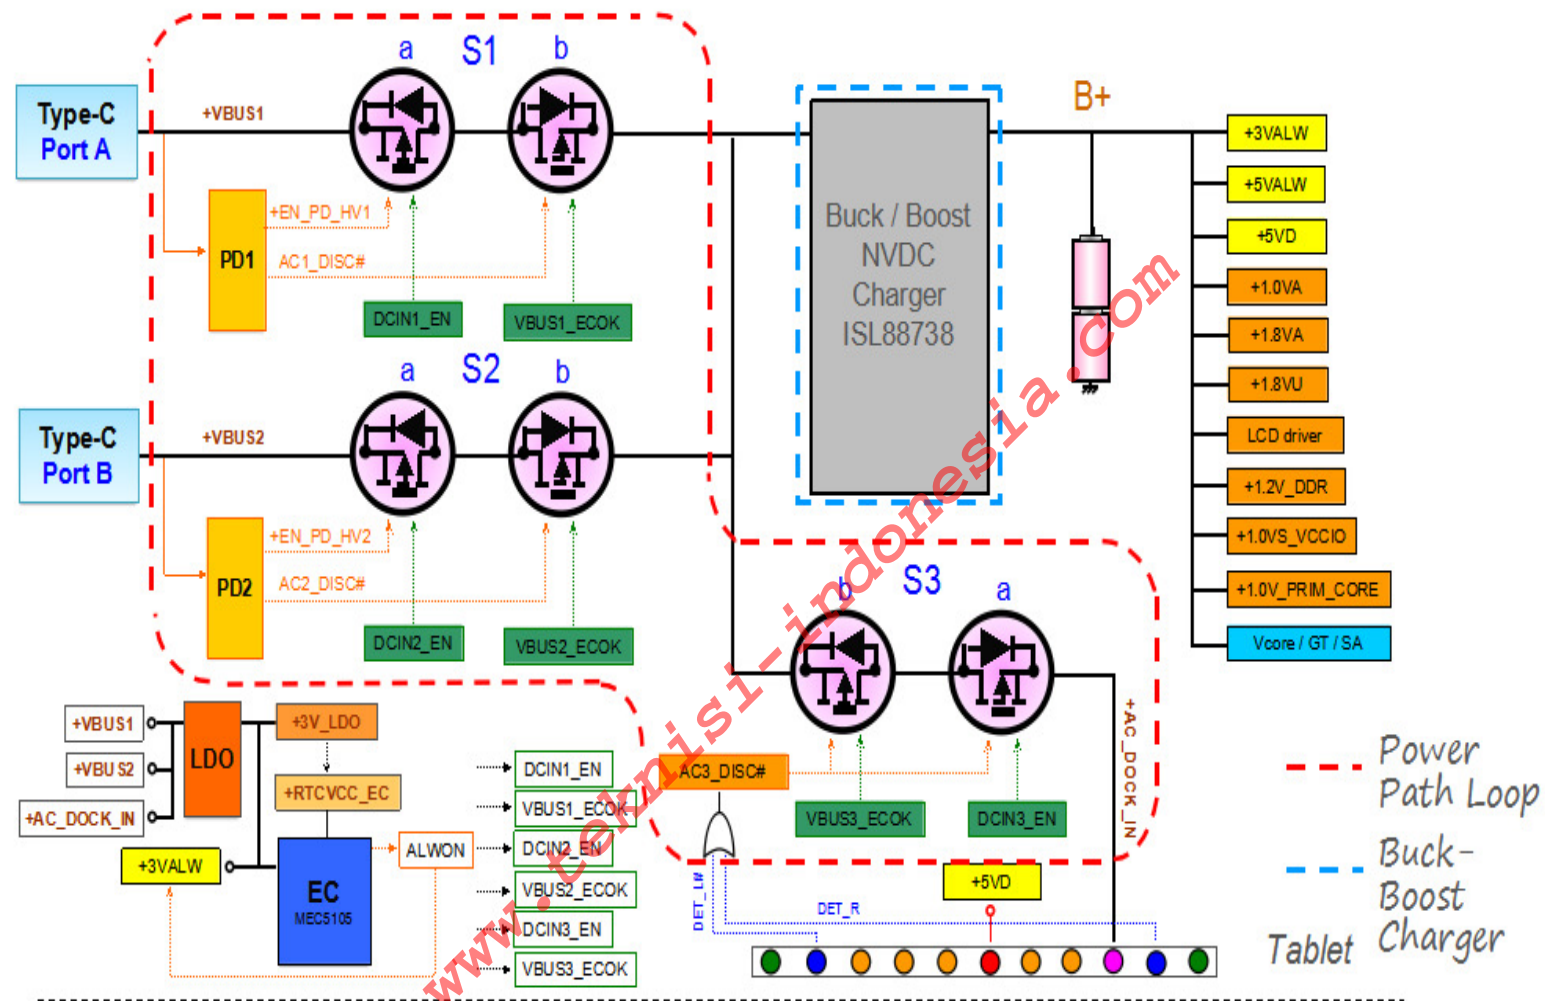 a
S1
b
Type-C
Port A
+VBUS1
+EN_PD_HV1
AC1_DISC#
PD1
DCIN1_EN
VBUS1_ECOK
a
S2
b
Type-C
Port B
+VBUS2
+EN_PD_HV2
AC2_DISC#
PD2
DCIN2_EN
VBUS2_ECOK
Buck / Boost
NVDC
Charger
ISL88738
B+
+3VALW
+5VALW
+5VD
+1.0VA
+1.8VA
+1.8VU
LCD driver
+1.2V_DDR
+1.0VS_VCCIO
+1.0V_PRIM_CORE
Vcore / GT / SA
b
S3
a
+AC_DOCK_IN
AC3_DISC#
VBUS3_ECOK
DCIN3_EN
+VBUS1
+VBUS2
+AC_DOCK_IN
LDO
+3V_LDO
+RTCVCC_EC
+3VALW
EC
MEC5105
ALWON
DCIN1_EN
VBUS1_ECOK
DCIN2_EN
VBUS2_ECOK
DCIN3_EN
VBUS3_ECOK
DET_L#
DET_R
+5VD
Tablet
Power
Path Loop
Buck-
Boost
Charger
www.teknisi-indonesia.com